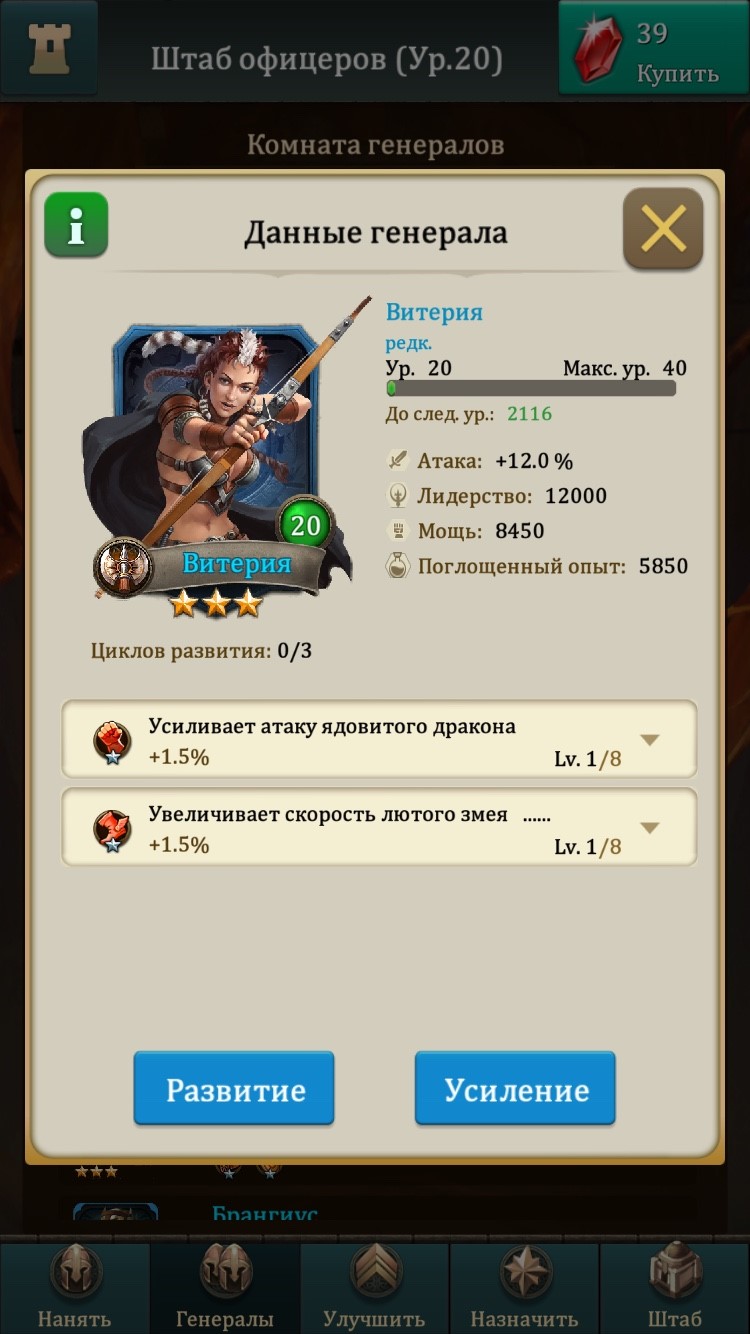 Штаб офицеров (Ур.20)
39
Купить
Комната генералов
i
Данные генерала
Витерия
редк.
Ур. 20 Макс. ур. 40
До след. ур.: 2116
Атака: +12.0 %
Лидерство: 12000
Мощь: 8450
Поглощенный опыт: 5850
20
Витерия
Циклов развития: 0/3
Усиливает атаку ядовитого дракона
+1.5% Lv. 1/8
Увеличивает скорость лютого змея ......
+1.5% Lv. 1/8
Развитие Усиление
Брангиус
Нанять Генералы Улучшить Назначить Штаб